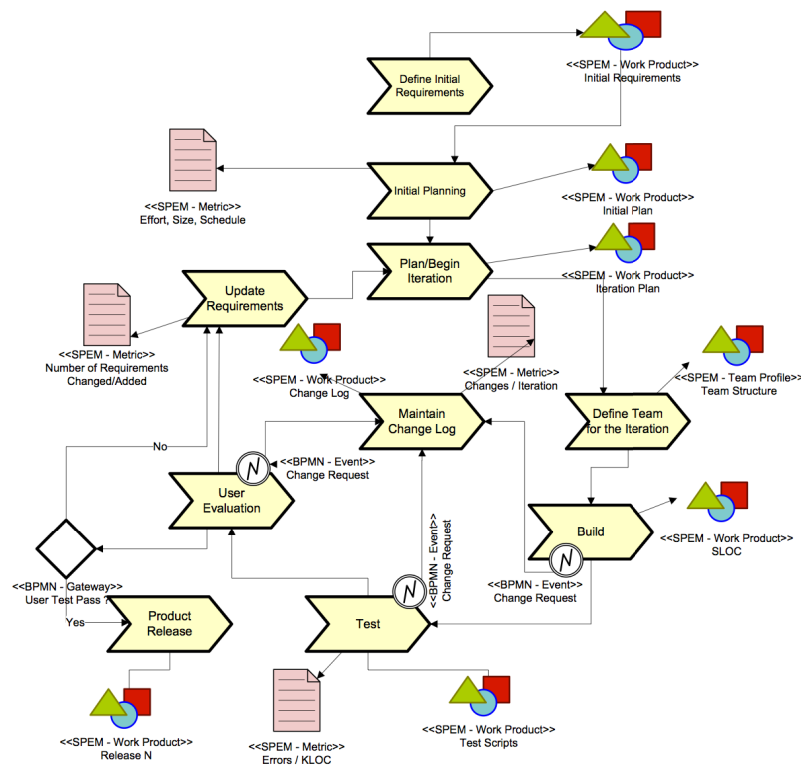 Define Initial
Requirements
<<SPEM - Work Product>>
Initial Requirements
Initial Planning
<<SPEM - Metric>>
Effort, Size, Schedule
<<SPEM - Work Product>>
Initial Plan
Plan/Begin
Iteration
<<SPEM - Work Product>>
Iteration Plan
Update
Requirements
<<SPEM - Metric>>
Number of Requirements
Changed/Added
<<SPEM - Work Product>>
Change Log
<<SPEM - Metric>>
Changes / Iteration
<<SPEM - Team Profile>>
Team Structure
Maintain
Change Log
Define Team
for the Iteration
No
<<BPMN - Event>>
Change Request
User
Evaluation
Build
<<SPEM - Work Product>>
SLOC
<<BPMN - Event>>
Change Request
<<BPMN - Event>>
Change Request
<<BPMN - Gateway>>
User Test Pass ?
Yes
Product
Release
Test
<<SPEM - Work Product>>
Release N
<<SPEM - Metric>>
Errors / KLOC
<<SPEM - Work Product>>
Test Scripts